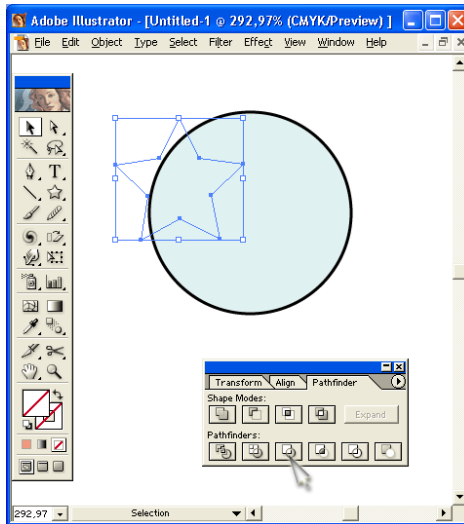 Adobe Illustrator - [Untitled-1 @ 292,97% (CMYK/Preview) ]
File Edit Object Type Select Filter Effect View Window Help
T
Transform Align Pathfinder
Shape Modes:
Expand
Pathfinders:
292,97 Selection